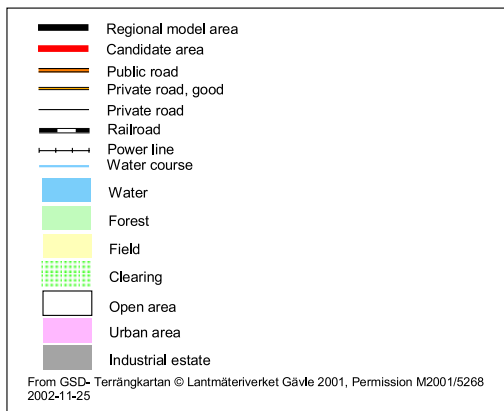 Regional model area
Candidate area
Public road
Private road, good
Private road
Railroad
Power line
Water course
Water
Forest
Field
Clearing
Open area
Urban area
Industrial estate
From GSD- Terrängkartan © Lantmäteriverket Gävle 2001, Permission M2001/5268
2002-11-25